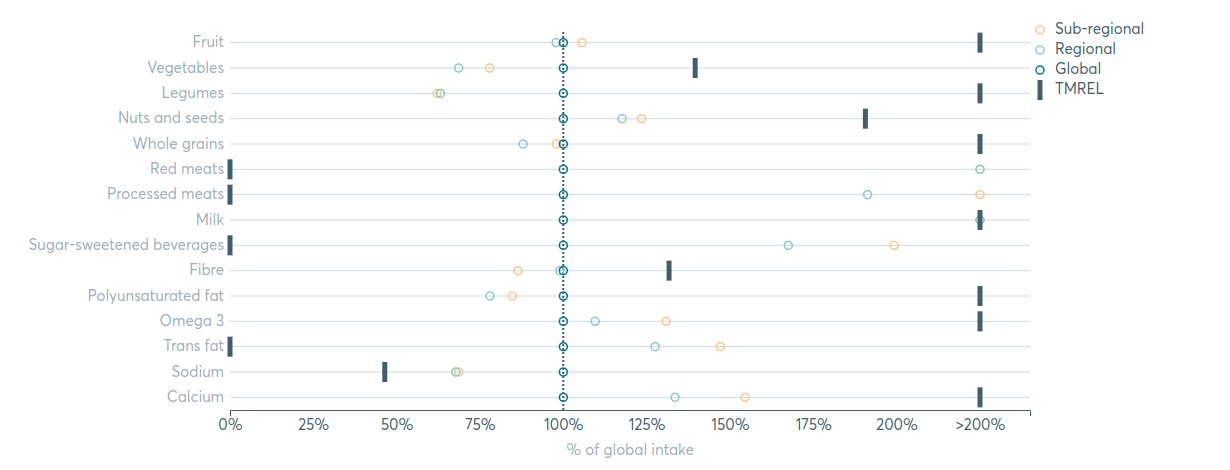 Sub-regional
Regional
Global
TMREL
Fruit
Vegetables
Legumes
Nuts and seeds
Whole grains
Red meats
Processed meats
Milk
Sugar-sweetened beverages
Fibre
Polyunsaturated fat
Omega 3
Trans fat
Sodium
Calcium
0% 25% 50% 75% 100% 125% 150% 175% 200% >200%
% of global intake